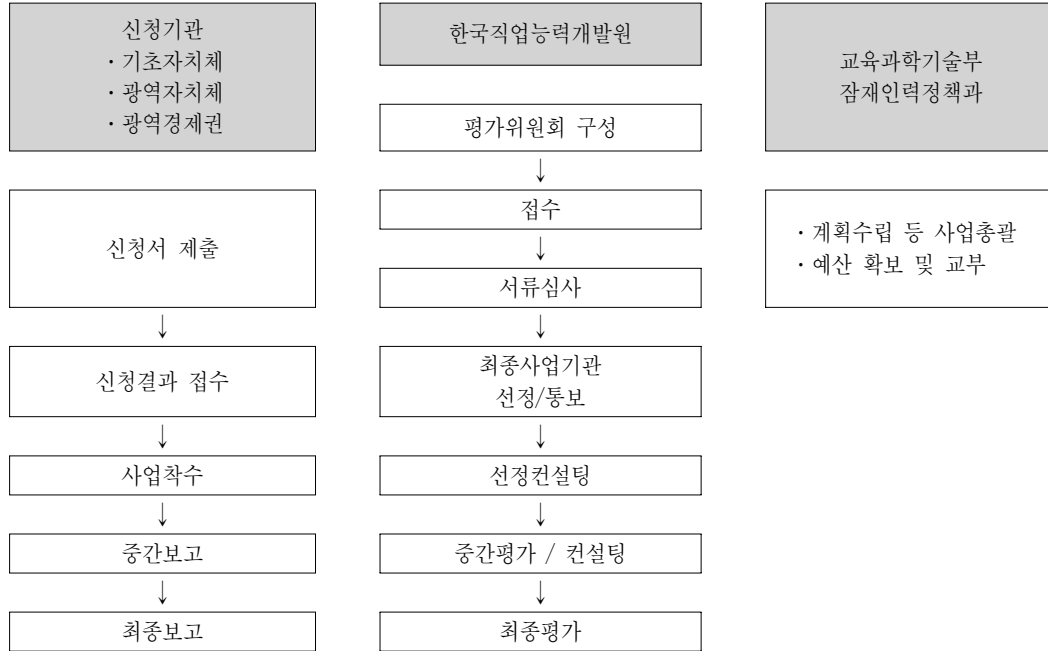 신청기관
· 기초자치체
· 광역자치체
· 광역경제권
신청서 제출
↓
신청결과 접수
↓
사업착수
↓
중간보고
↓
최종보고
한국직업능력개발원
평가위원회 구성
↓
접수
↓
서류심사
↓
최종사업기관
선정/통보
↓
선정컨설팅
↓
중간평가 / 컨설팅
↓
최종평가
교육과학기술부
잠재인력정책과
· 계획수립 등 사업총괄
· 예산 확보 및 교부